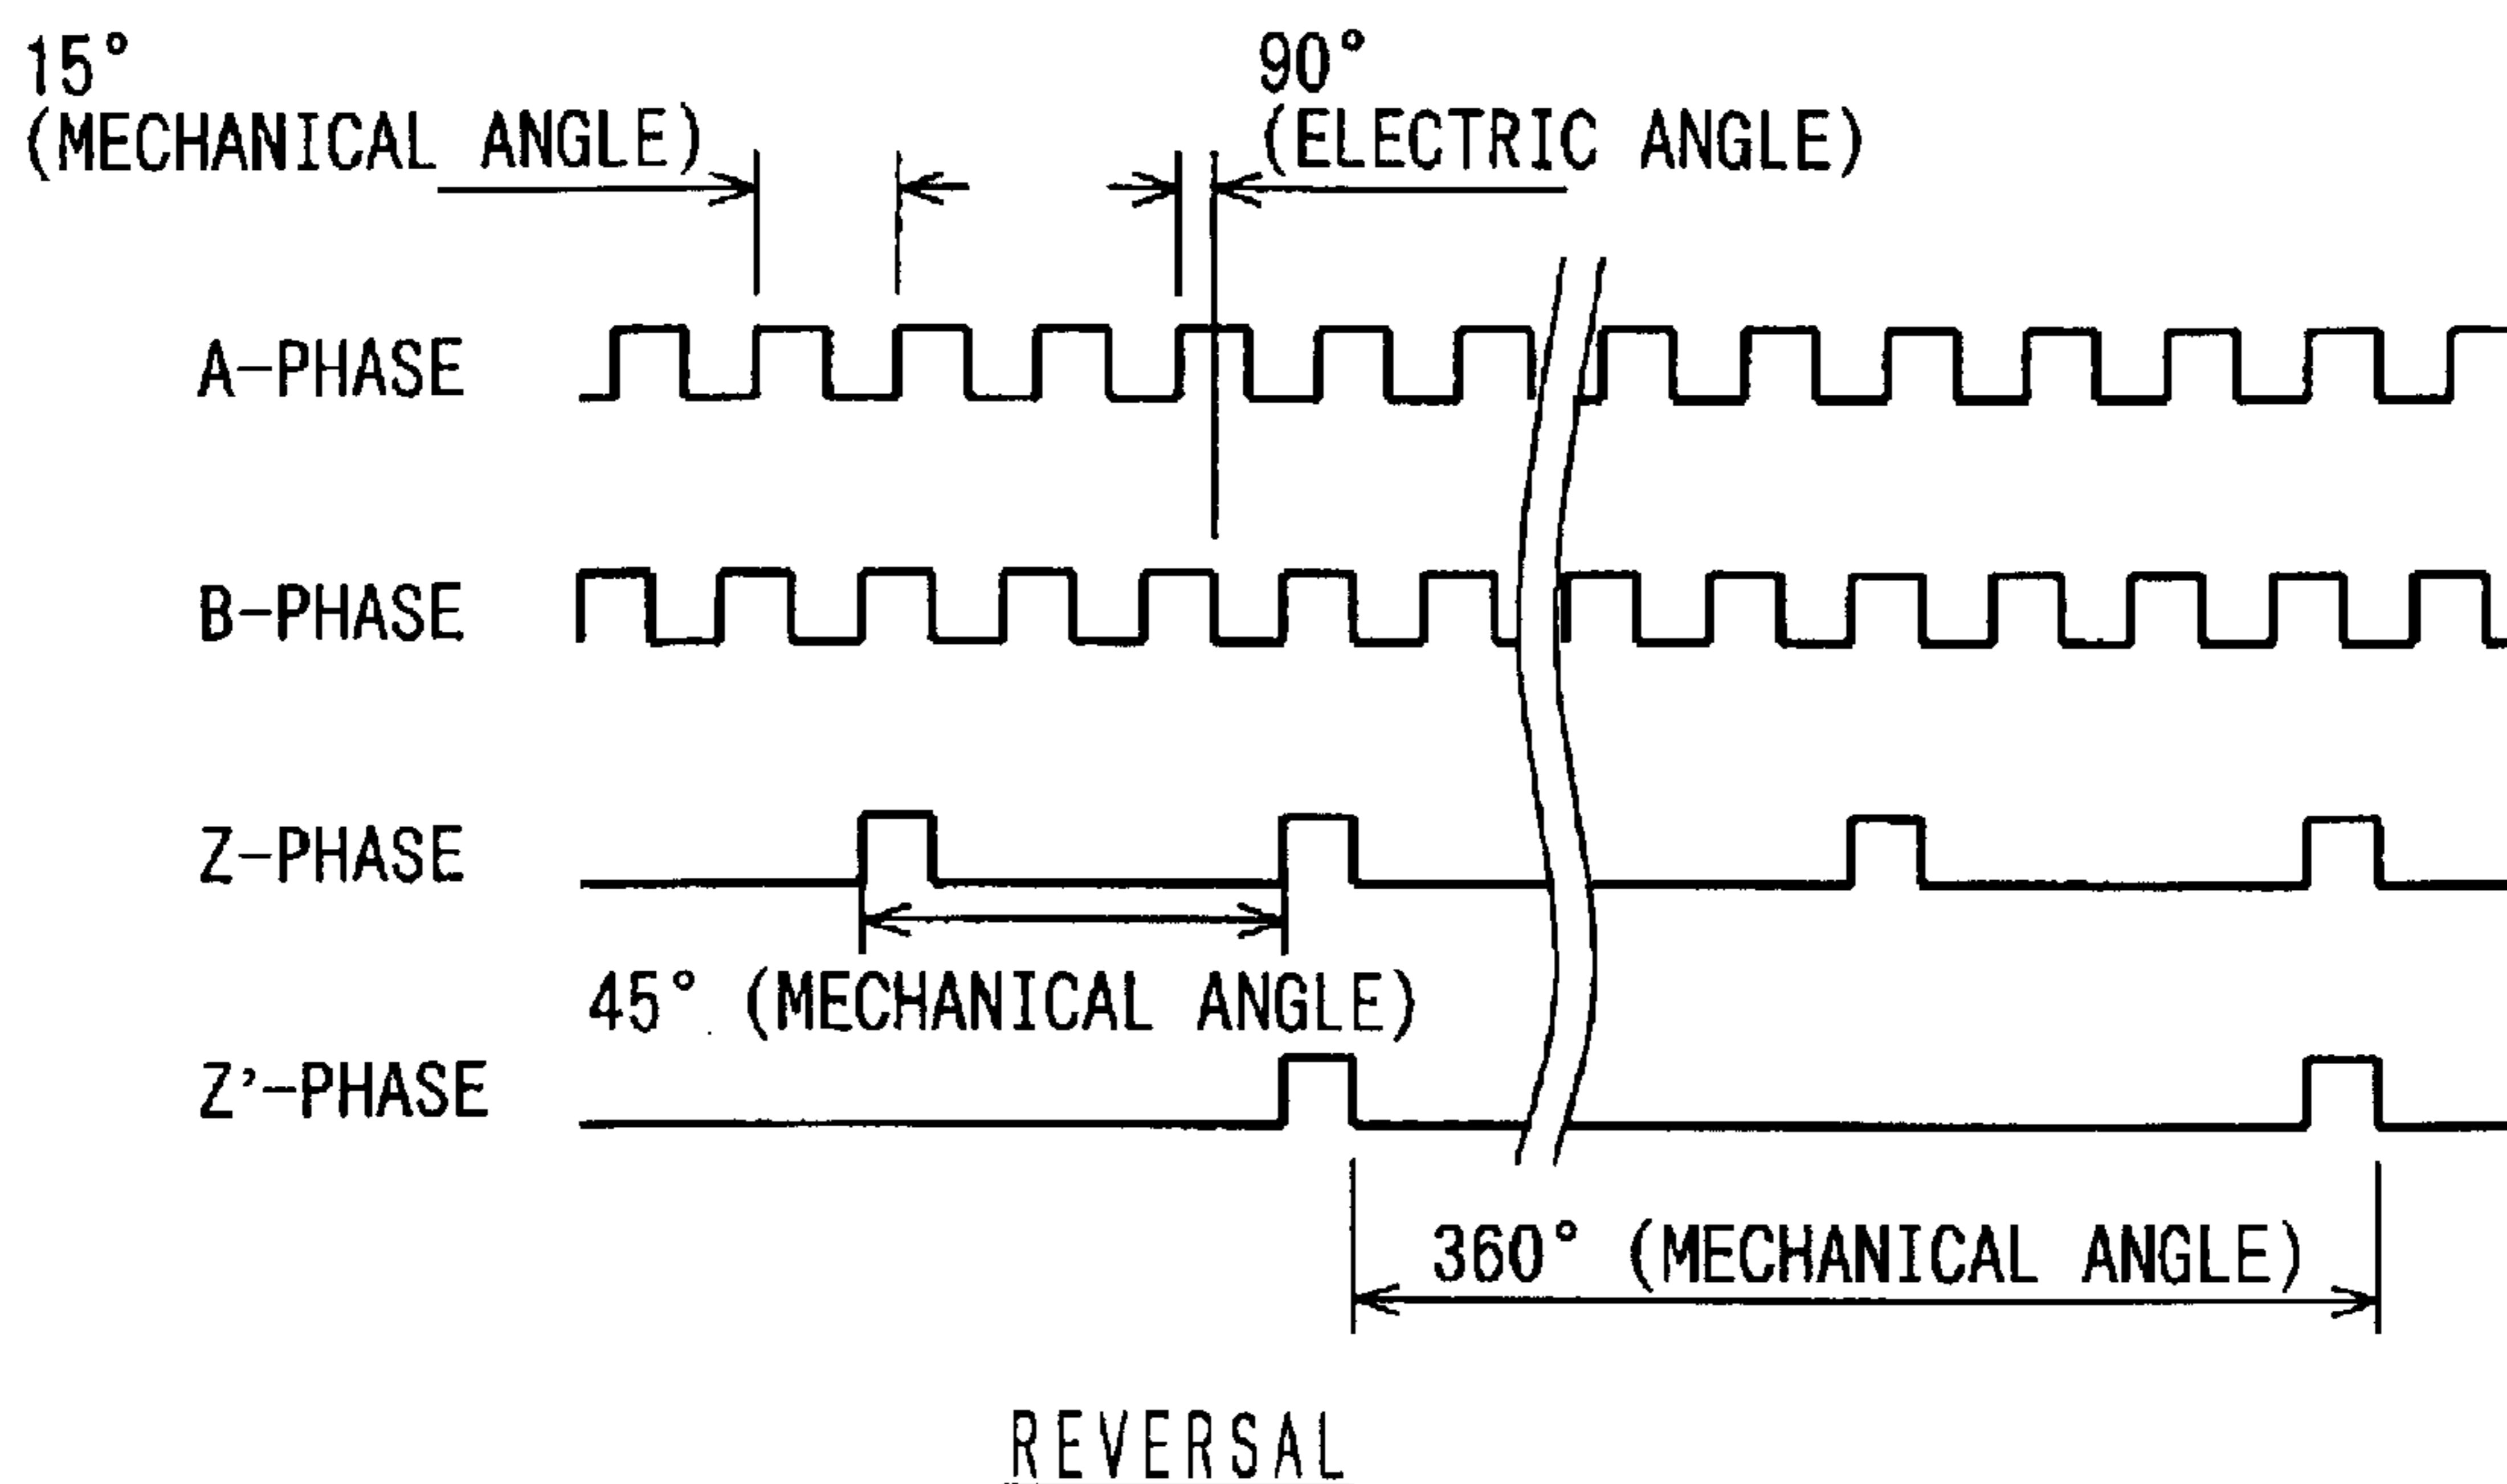 15°
(MECHANICAL ANGLE)
90°
(ELECTRIC ANGLE)
A-PHASE
B-PHASE
Z-PHASE
45° (MECHANICAL ANGLE)
Z'-PHASE
360° (MECHANICAL ANGLE)
REVERSAL